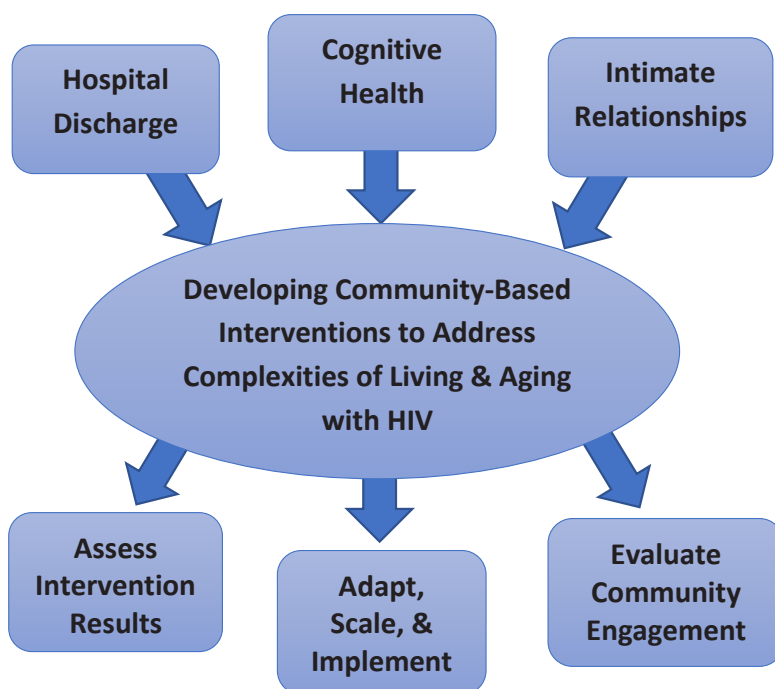 Hospital
Discharge
Cognitive
Health
Intimate
Relationships
Developing Community-Based
Interventions to Address
Complexities of Living & Aging
with HIV
Assess
Intervention
Results
Adapt,
Scale, &
Implement
Evaluate
Community
Engagement